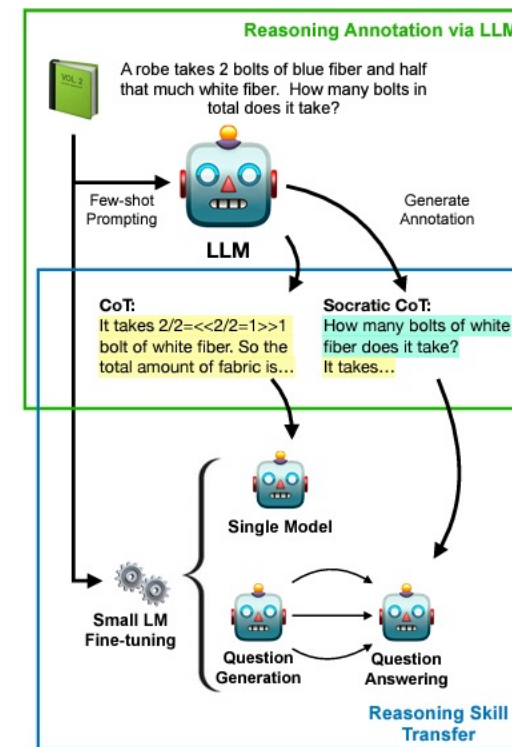 Reasoning Annotation via LLM
VOL. 2
A robe takes 2 bolts of blue fiber and half
that much white fiber. How many bolts in
total does it take?
Few-shot
Prompting
LLM
Generate
Annotation
CoT:
It takes 2/2=<<2/2=1>>1
bolt of white fiber. So the
total amount of fabric is…
Socratic CoT:
How many bolts of white
fiber does it take?
It takes…
Single Model
Small LM
Fine-tuning
Question
Generation
Question
Answering
Reasoning Skill
Transfer